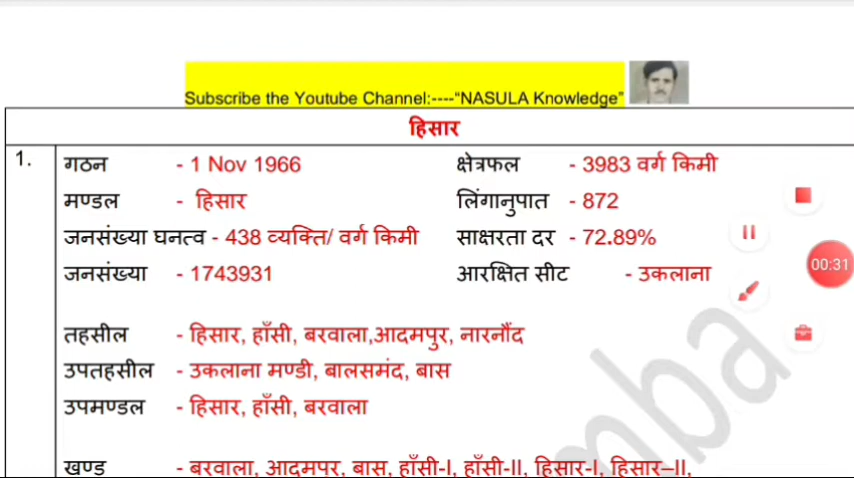 Subscribe the Youtube Channel:----"NASULA Knowledge"
हिसार
1. गठन - 1 Nov 1966 क्षेत्रफल - 3983 वर्ग किमी
मण्डल - हिसार लिंगानुपात - 872
जनसंख्या घनत्व - 438 व्यक्ति/ वर्ग किमी साक्षरता दर - 72.89%
जनसंख्या - 1743931 आरक्षित सीट - उकलाना
00:31
तहसील - हिसार, हाँसी, बरवाला,आदमपुर, नारनौंद
उपतहसील - उकलाना मण्डी, बालसमंद, बास
उपमण्डल - हिसार, हाँसी, बरवाला
खण्ड - बरवाला, आदमपुर, बास, हाँसी-I, हाँसी-II, हिसार-I, हिसार–II,